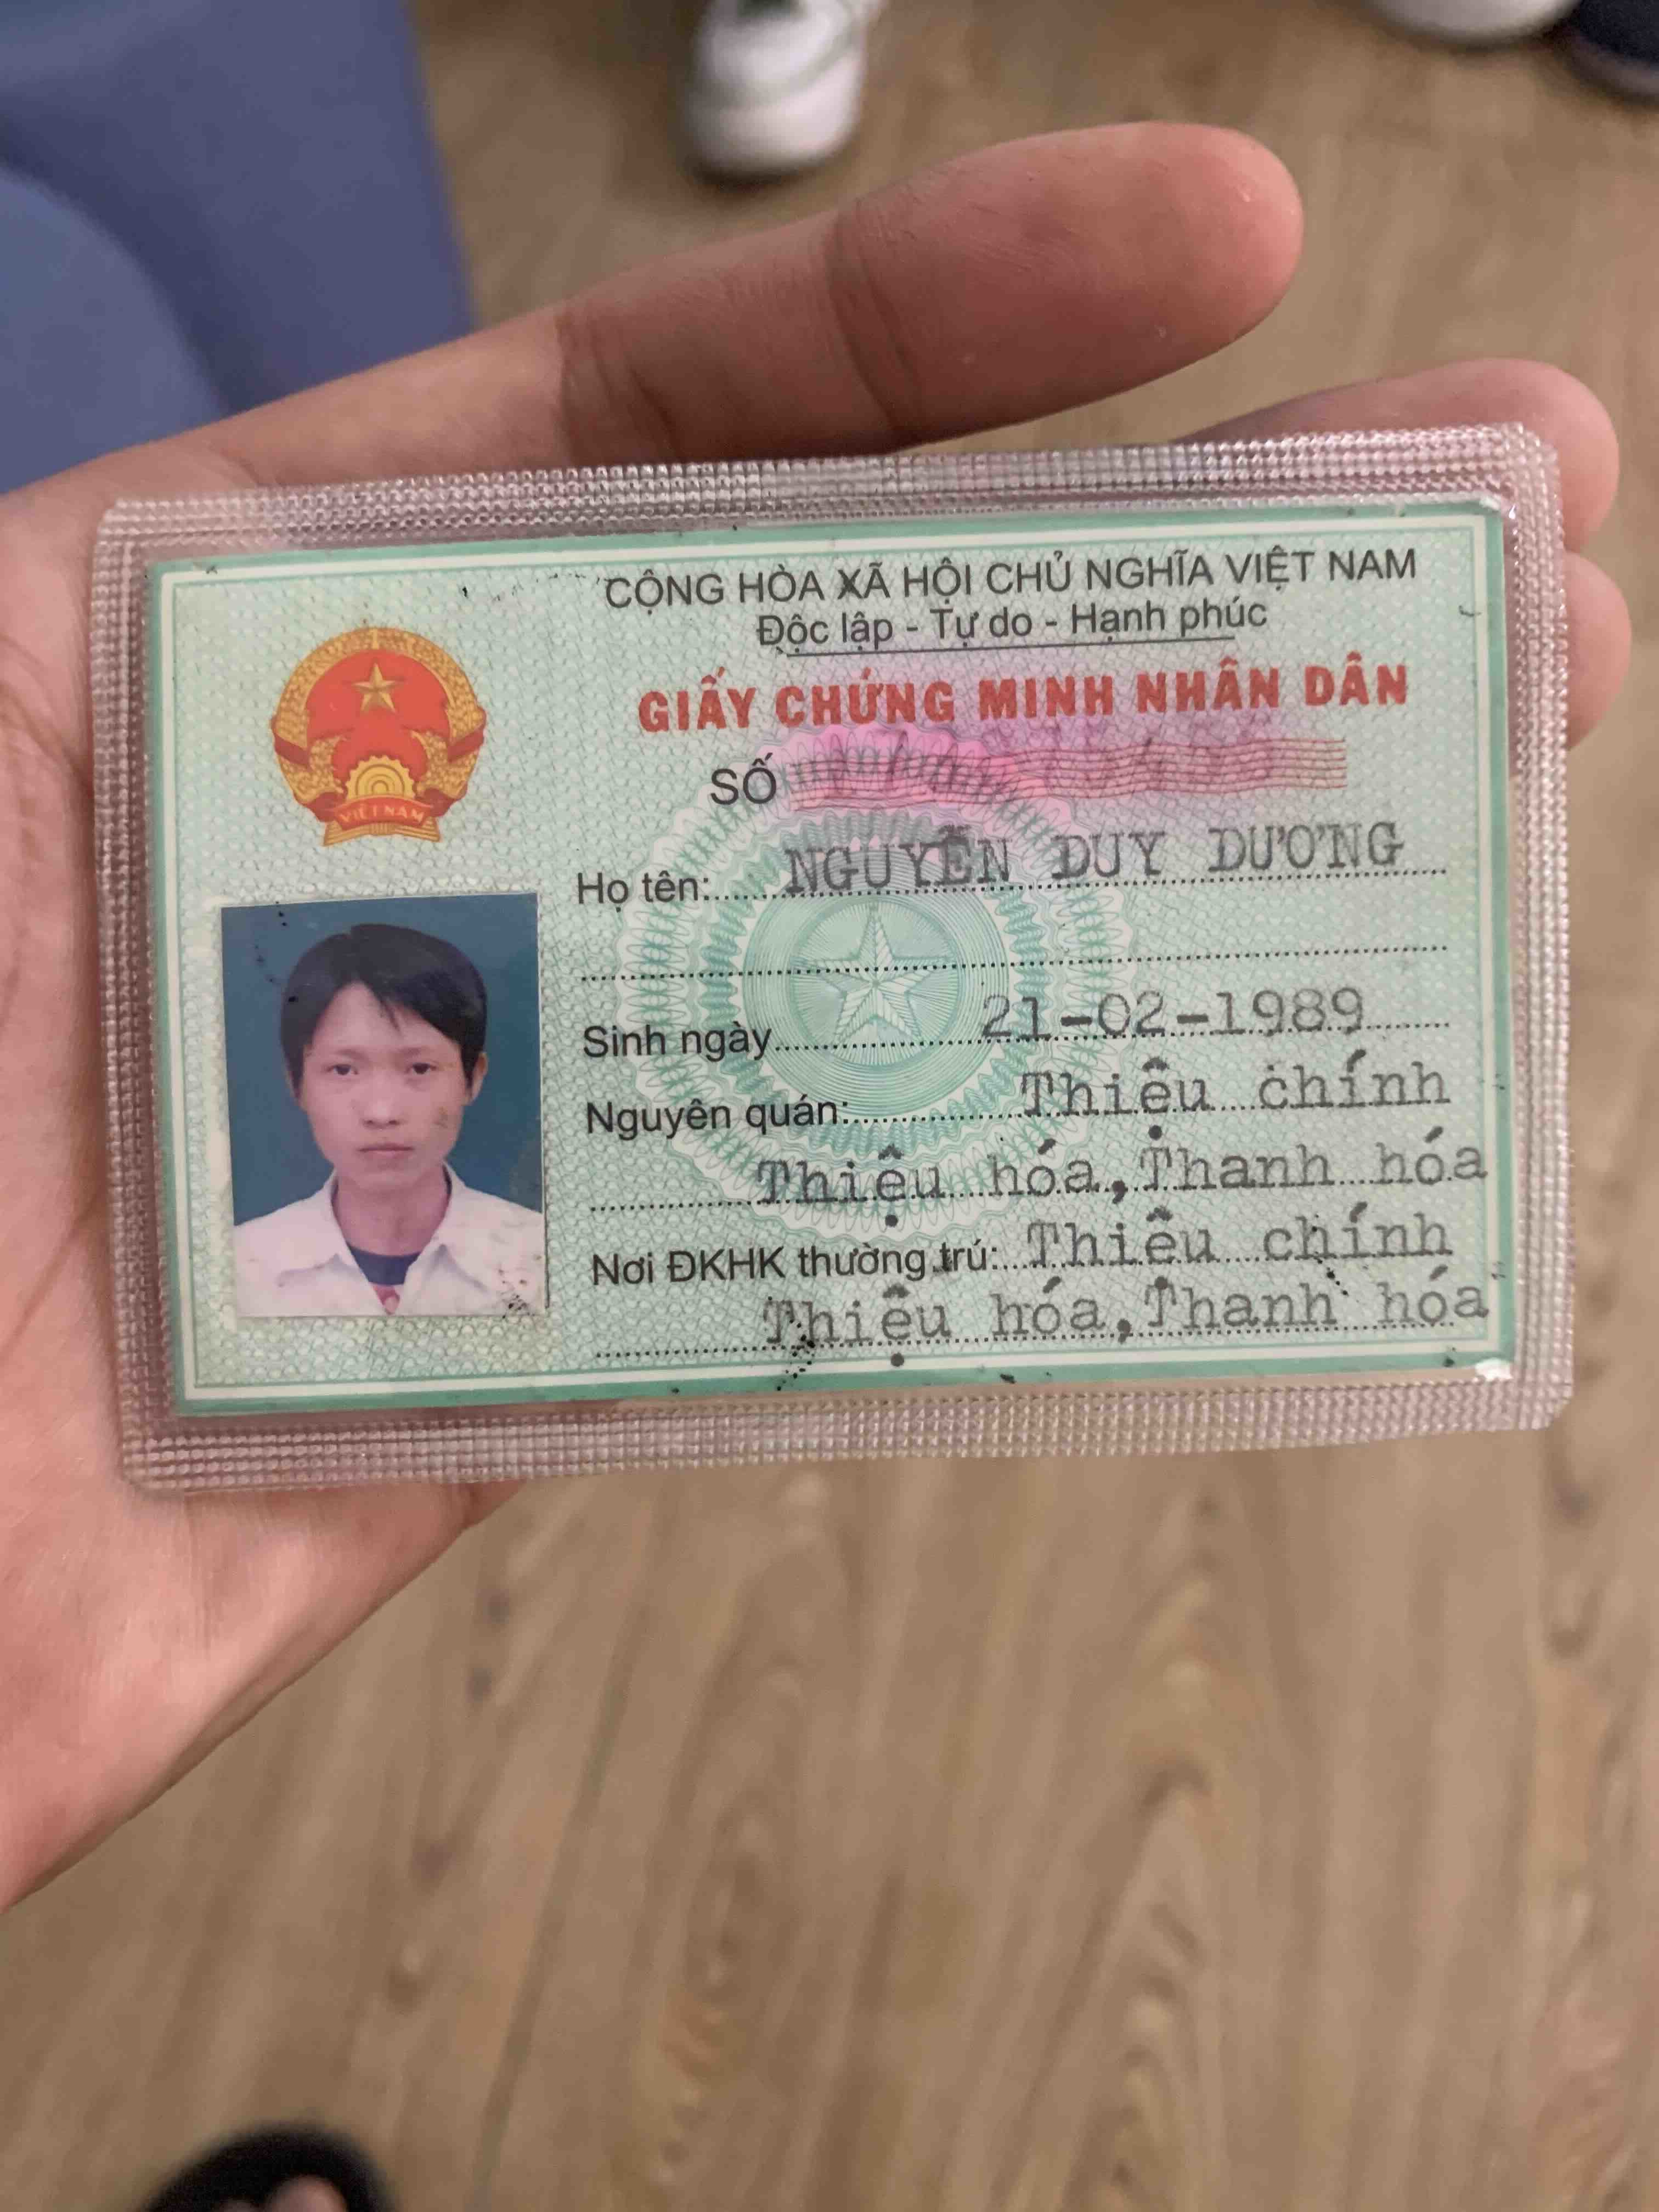 CỘNG HÒA XÃ HỘI CHỦ NGHĨA VIỆT NAM
Độc lập - Tự do - Hạnh phúc
GIẤY CHỨNG MINH NHÂN DÂN
SỐ
VIỆT NAM
Họ tên: NGUYỄN DUY DƯƠNG
Sinh ngày 21-02-1989
Nguyên quán: Thiệu chính
Thiệu hóa, Thanh hóa
Nơi ĐKHK thường trú: Thiệu chính
Thiệu hóa, Thanh hóa